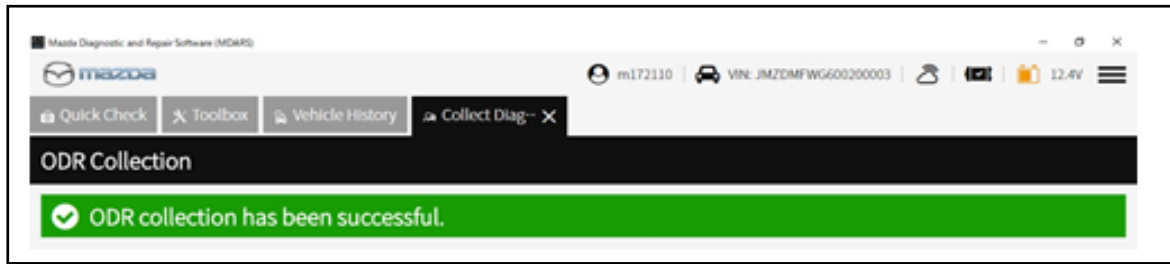 Mazda Diagnostic and Repair Software (MDARS)
mazda m172110 VIN: JMZDMFWG600200003 12.4V
Quick Check Toolbox Vehicle History Collect Diag--
ODR Collection
ODR collection has been successful.